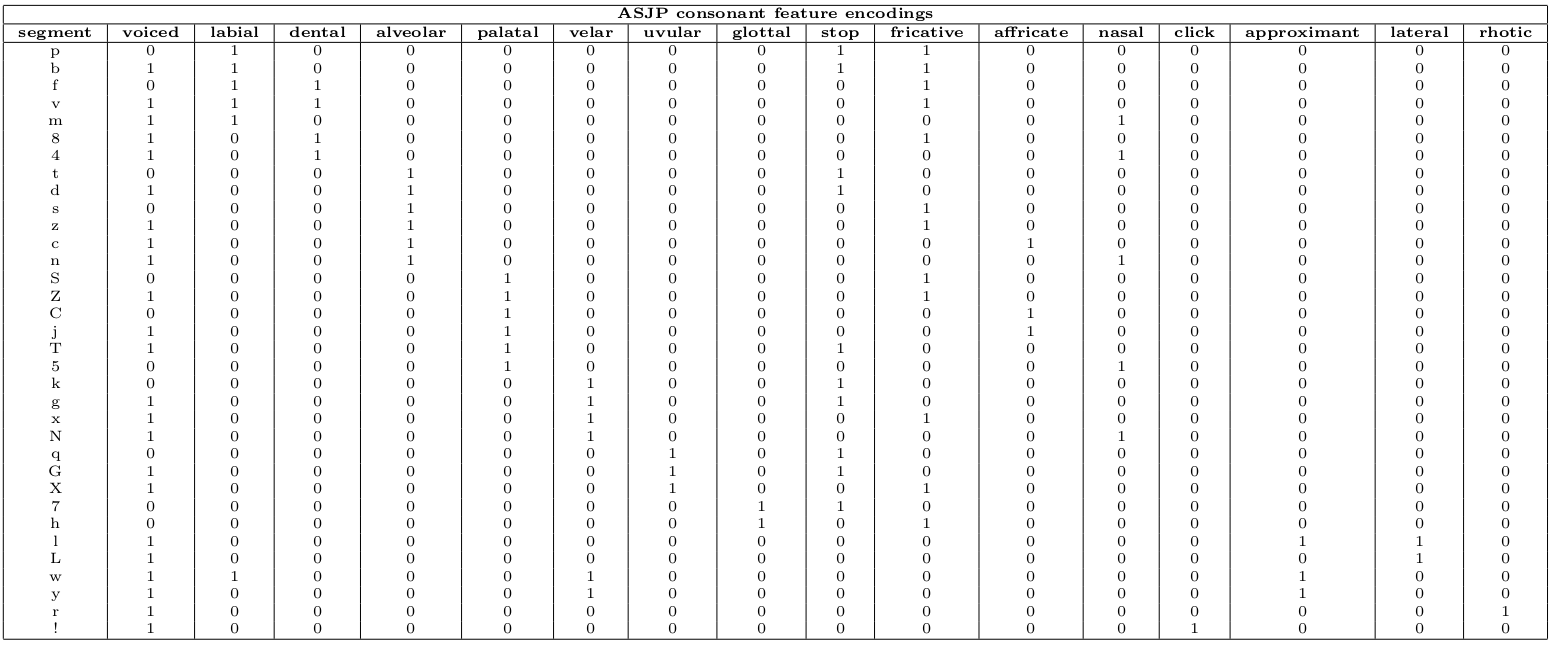 ASJP consonant feature encodings
segment voiced labial dental alveolar palatal velar uvular glottal stop fricative affricate nasal click approximant lateral rhotic
p 0 1 0 0 0 0 0 0 1 1 0 0 0 0 0 0
b 1 1 0 0 0 0 0 0 1 1 0 0 0 0 0 0
f 0 1 1 0 0 0 0 0 0 1 0 0 0 0 0 0
v 1 1 1 0 0 0 0 0 0 1 0 0 0 0 0 0
m 1 1 0 0 0 0 0 0 0 0 0 1 0 0 0 0
8 1 0 1 0 0 0 0 0 0 1 0 0 0 0 0 0
4 1 0 1 0 0 0 0 0 0 0 0 1 0 0 0 0
t 0 0 0 1 0 0 0 0 1 0 0 0 0 0 0 0
d 1 0 0 1 0 0 0 0 1 0 0 0 0 0 0 0
s 0 0 0 1 0 0 0 0 0 1 0 0 0 0 0 0
z 1 0 0 1 0 0 0 0 0 1 0 0 0 0 0 0
c 1 0 0 1 0 0 0 0 0 0 1 0 0 0 0 0
n 1 0 0 1 0 0 0 0 0 0 0 1 0 0 0 0
S 0 0 0 0 1 0 0 0 0 1 0 0 0 0 0 0
Z 1 0 0 0 1 0 0 0 0 1 0 0 0 0 0 0
C 0 0 0 0 1 0 0 0 0 0 1 0 0 0 0 0
j 1 0 0 0 1 0 0 0 0 0 1 0 0 0 0 0
T 1 0 0 0 1 0 0 0 1 0 0 0 0 0 0 0
5 0 0 0 0 1 0 0 0 0 0 0 1 0 0 0 0
k 0 0 0 0 0 1 0 0 1 0 0 0 0 0 0 0
g 1 0 0 0 0 1 0 0 1 0 0 0 0 0 0 0
x 1 0 0 0 0 1 0 0 0 1 0 0 0 0 0 0
N 1 0 0 0 0 1 0 0 0 0 0 1 0 0 0 0
q 0 0 0 0 0 0 1 0 1 0 0 0 0 0 0 0
G 1 0 0 0 0 0 1 0 1 0 0 0 0 0 0 0
X 1 0 0 0 0 0 1 0 0 1 0 0 0 0 0 0
7 0 0 0 0 0 0 0 1 1 0 0 0 0 0 0 0
h 0 0 0 0 0 0 0 1 0 1 0 0 0 0 0 0
l 1 0 0 0 0 0 0 0 0 0 0 0 0 1 1 0
L 1 0 0 0 0 0 0 0 0 0 0 0 0 0 1 0
w 1 1 0 0 0 1 0 0 0 0 0 0 0 1 0 0
y 1 0 0 0 0 1 0 0 0 0 0 0 0 1 0 0
r 1 0 0 0 0 0 0 0 0 0 0 0 0 0 0 1
! 1 0 0 0 0 0 0 0 0 0 0 0 1 0 0 0